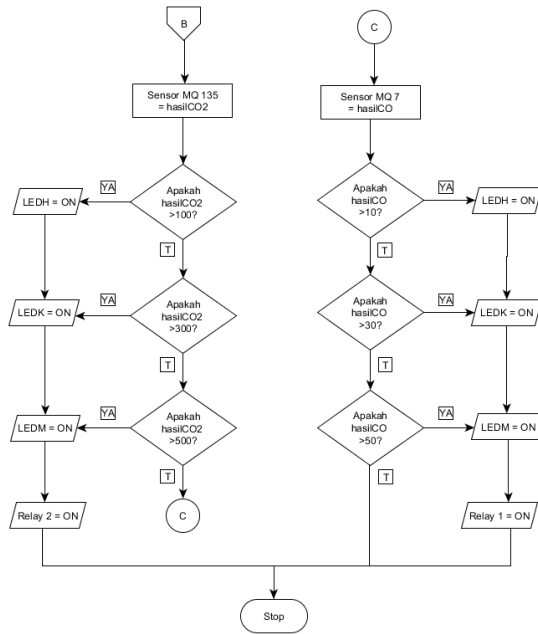 B
Sensor MQ 135
= hasilCO2
Apakah
hasilCO2
>100?
YA
LEDH = ON
T
Apakah
hasilCO2
>300?
YA
LEDK = ON
T
Apakah
hasilCO2
>500?
YA
LEDM = ON
T
C
Relay 2 = ON
C
Sensor MQ 7
= hasilCO
Apakah
hasilCO
>10?
YA
LEDH = ON
T
Apakah
hasilCO
>30?
YA
LEDK = ON
T
Apakah
hasilCO
>50?
YA
LEDM = ON
T
Relay 1 = ON
Stop